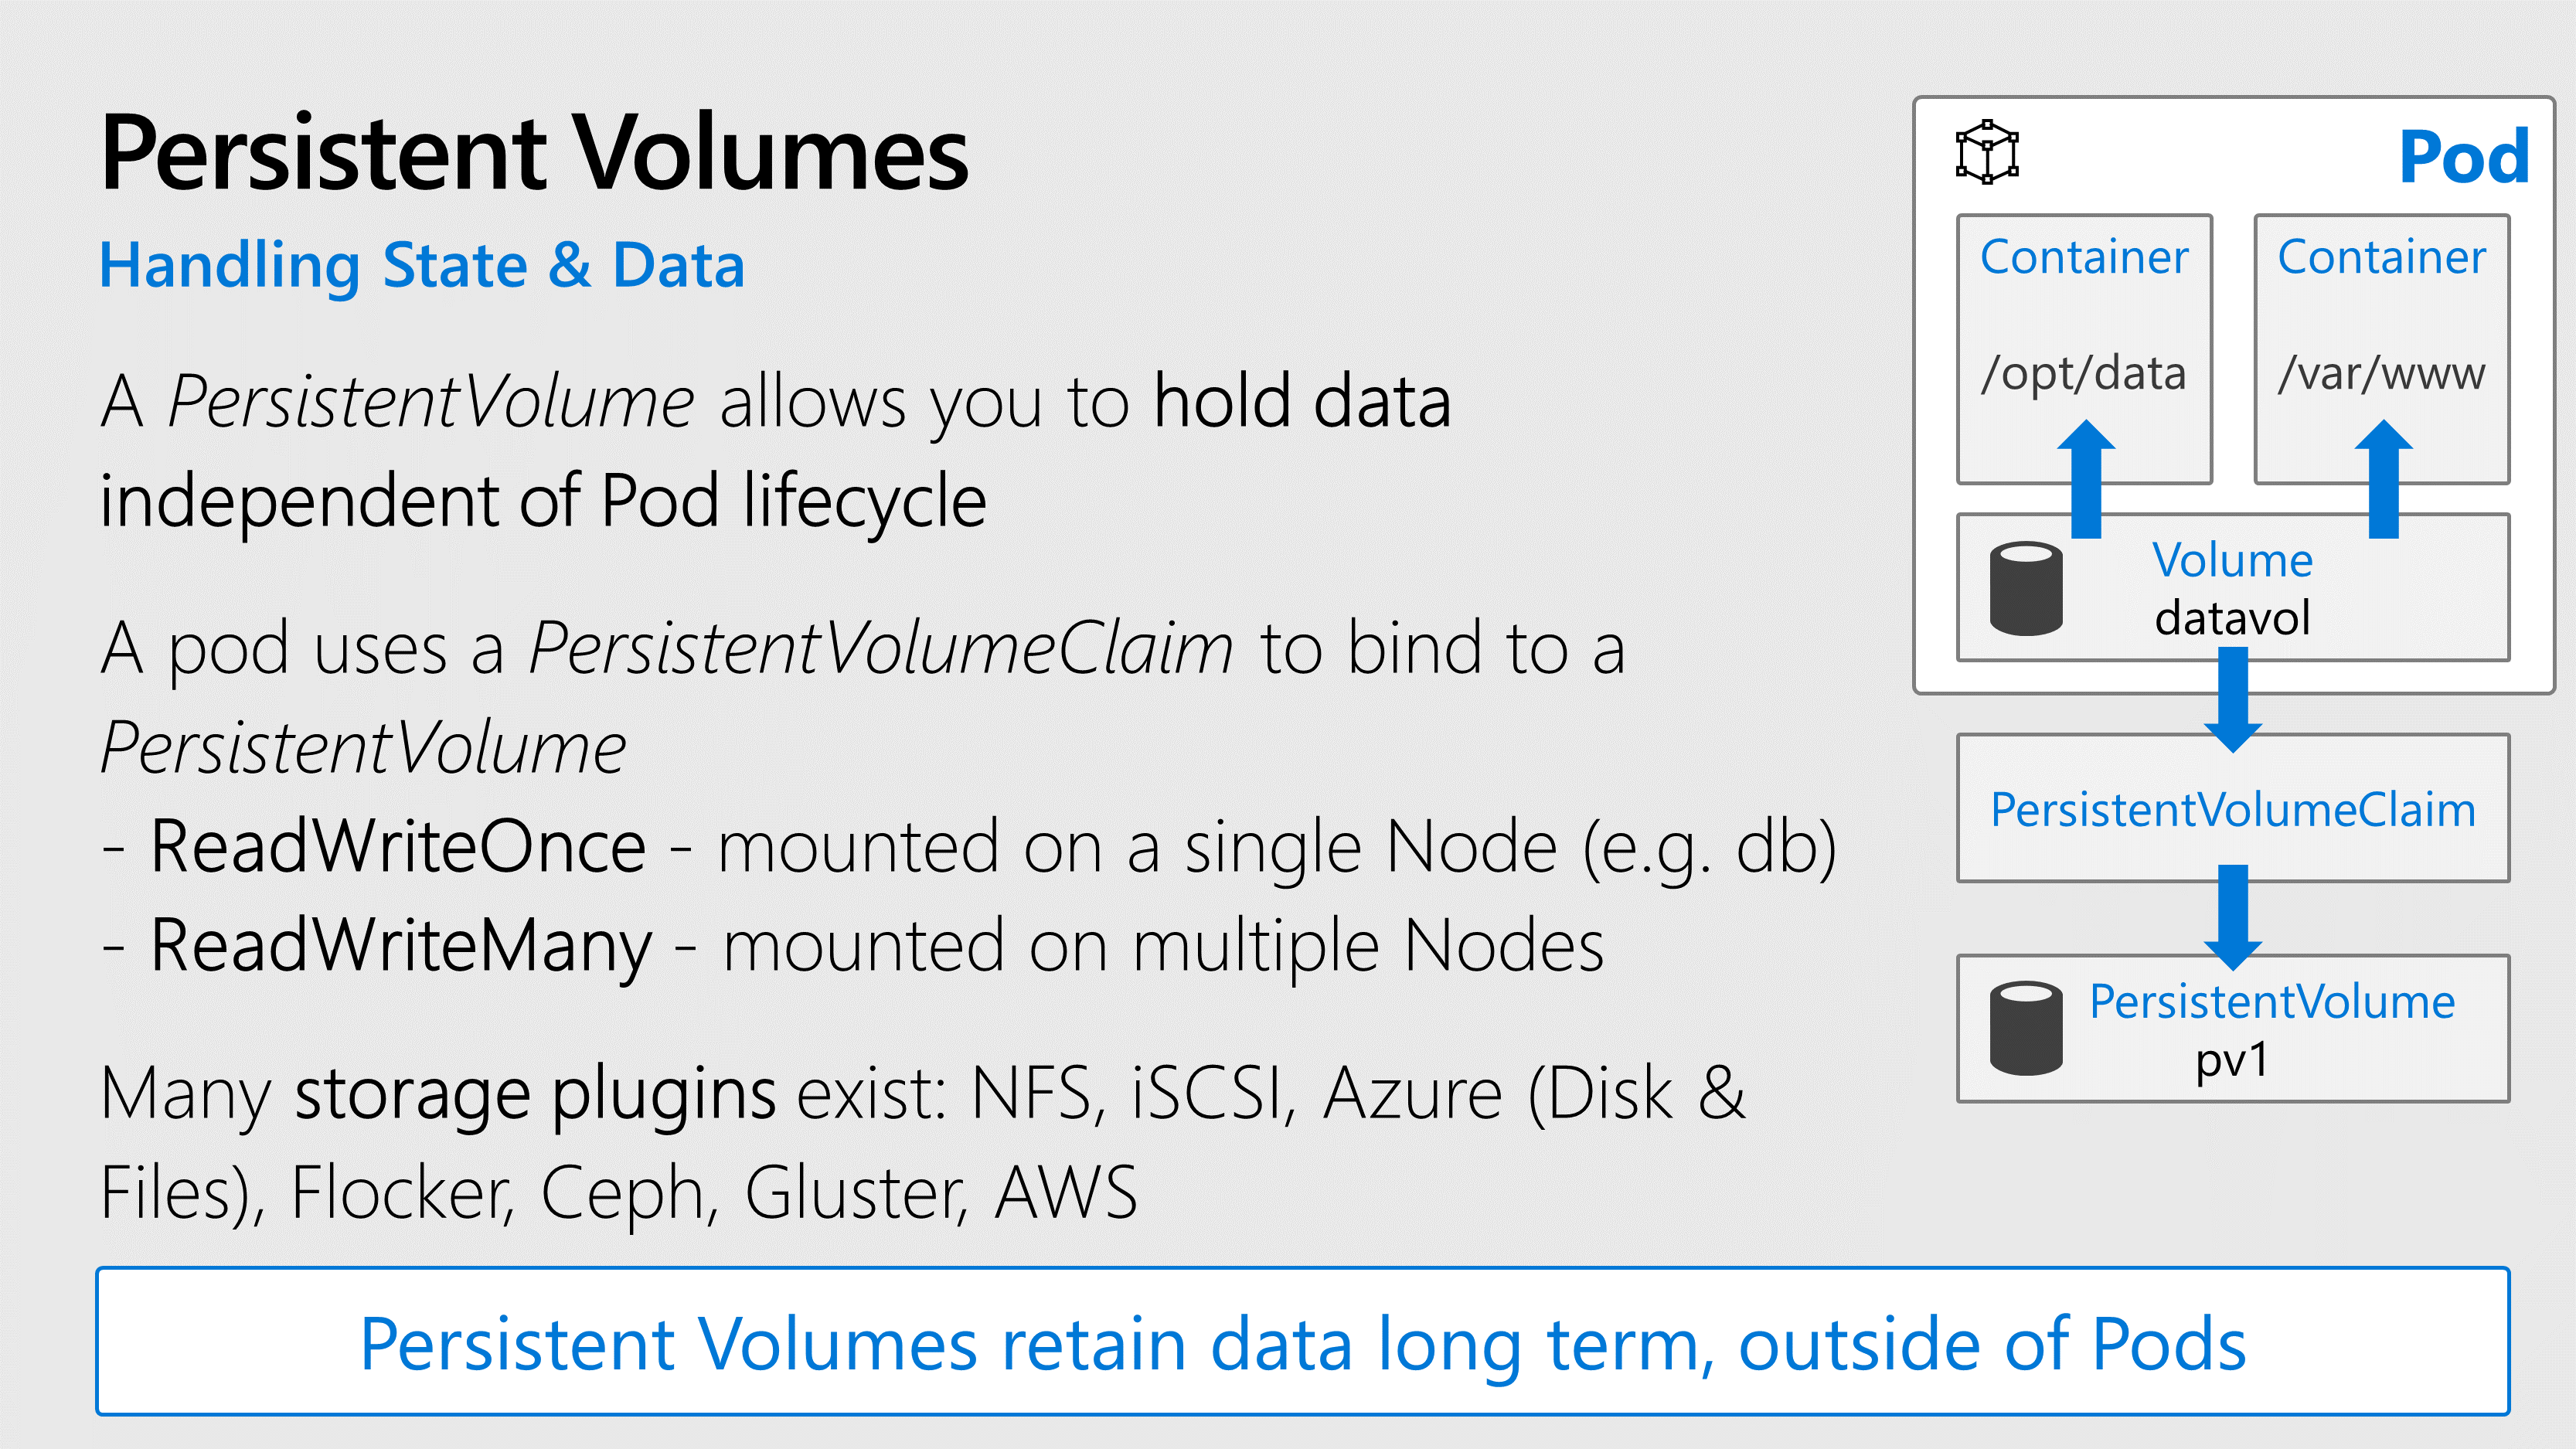 Persistent Volumes
Handling State & Data
A PersistentVolume allows you to hold data
independent of Pod lifecycle
A pod uses a PersistentVolumeClaim to bind to a
PersistentVolume
- ReadWriteOnce - mounted on a single Node (e.g. db)
- ReadWriteMany - mounted on multiple Nodes
Many storage plugins exist: NFS, iSCSI, Azure (Disk &
Files), Flocker, Ceph, Gluster, AWS
Pod
Container
/opt/data
Container
/var/www
Volume
datavol
PersistentVolumeClaim
PersistentVolume
pv1
Persistent Volumes retain data long term, outside of Pods